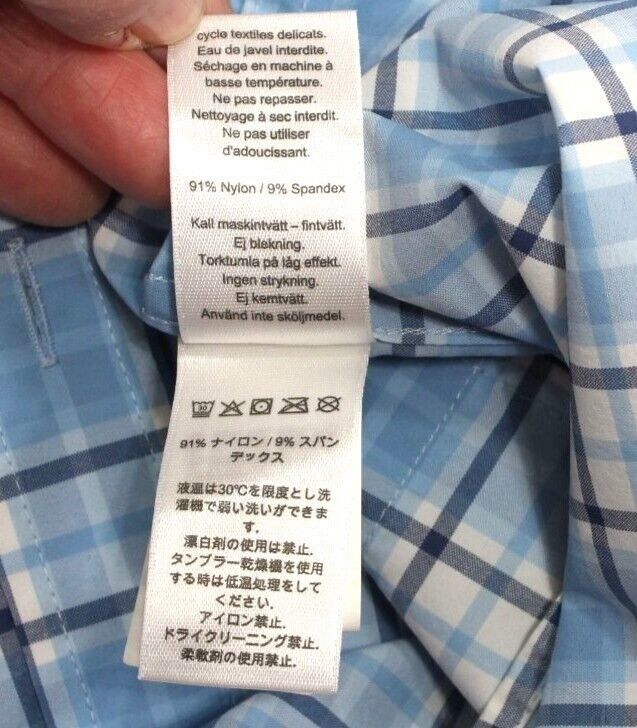 cycle textiles delicats.
Eau de javel interdite.
Séchage en machine à
basse température.
Ne pas repasser.
Nettoyage à sec interdit.
Ne pas utiliser
d'adoucissant.
91% Nylon / 9% Spandex
Kall maskintvätt – fintvätt.
Ej blekning.
Torktumla på låg effekt.
Ingen strykning.
Ej kemtvätt.
Använd inte sköljmedel.
30
91% ナイロン / 9% スパン
デックス
液温は30℃を限度とし洗
濯機で弱い洗いができま
す.
漂白剤の使用は禁止.
タンブラー乾燥機を使用
する時は低温処理をして
ください.
アイロン禁止.
ドライクリーニング禁止.
柔軟剤の使用禁止.